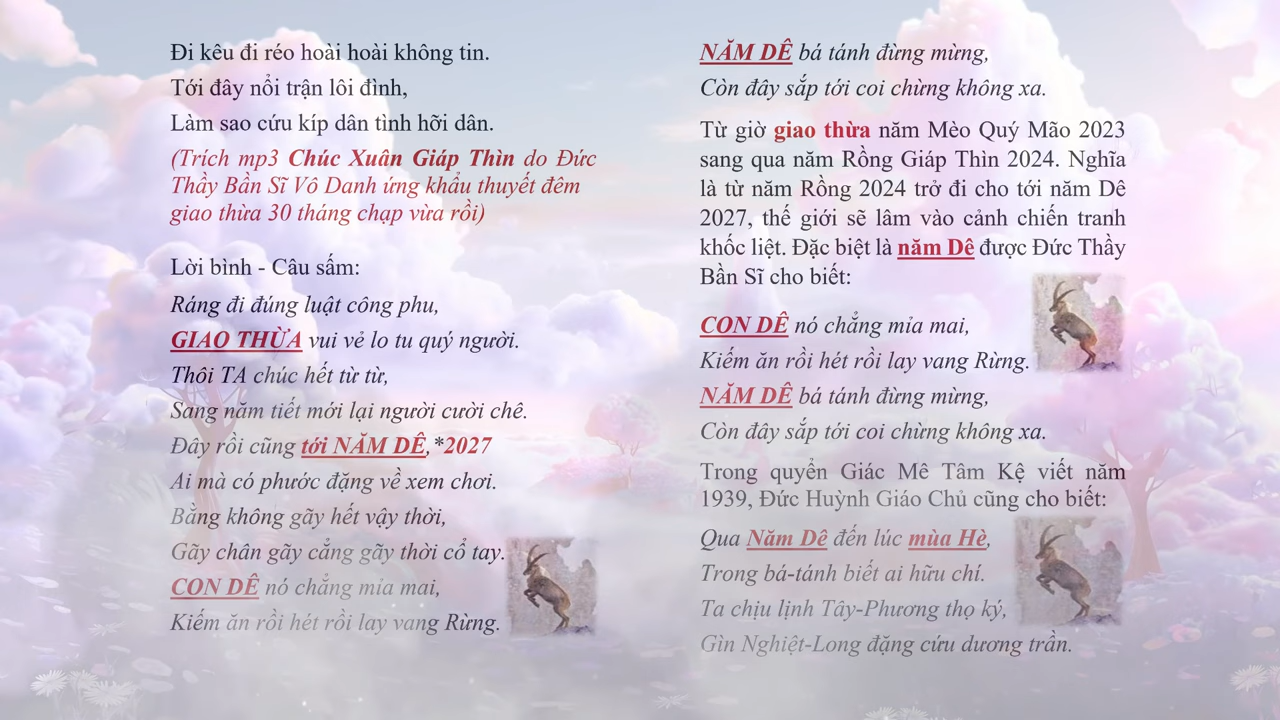 Đi kêu đi réo hoài hoài không tin.
Tới đây nổi trận lôi đình,
Làm sao cứu kíp dân tình hỡi dân.
(Trích mp3 Chúc Xuân Giáp Thìn do Đức
Thầy Bần Sĩ Vô Danh ứng khẩu thuyết đêm
giao thừa 30 tháng chạp vừa rồi)
Lời bình - Câu sấm:
Ráng đi đúng luật công phu,
GIAO THỪA vui vẻ lo tu quý người.
Thôi TA chúc hết từ từ,
Sang năm tiết mới lại người cười chê.
Đây rồi cũng tới NĂM DÊ,*2027
Ai mà có phước đặng về xem chơi.
Bằng không gãy hết vậy thời,
Gãy chân gãy cẳng gãy thời cổ tay.
CON DÊ nó chẳng mỉa mai,
Kiếm ăn rồi hét rồi lay vang Rừng.
NĂM DÊ bá tánh đừng mừng,
Còn đây sắp tới coi chừng không xa.
Từ giờ giao thừa năm Mèo Quý Mão 2023
sang qua năm Rồng Giáp Thìn 2024. Nghĩa
là từ năm Rồng 2024 trở đi cho tới năm Dê
2027, thế giới sẽ lâm vào cảnh chiến tranh
khốc liệt. Đặc biệt là năm Dê được Đức Thầy
Bần Sĩ cho biết:
CON DÊ nó chẳng mỉa mai,
Kiếm ăn rồi hét rồi lay vang Rừng.
NĂM DÊ bá tánh đừng mừng,
Còn đây sắp tới coi chừng không xa.
Trong quyển Giác Mê Tâm Kệ viết năm
1939, Đức Huỳnh Giáo Chủ cũng cho biết:
Qua Năm Dê đến lúc mùa Hè,
Trong bá-tánh biết ai hữu chí.
Ta chịu lịnh Tây-Phương thọ ký,
Gìn Nghiệt-Long đặng cứu dương trần.